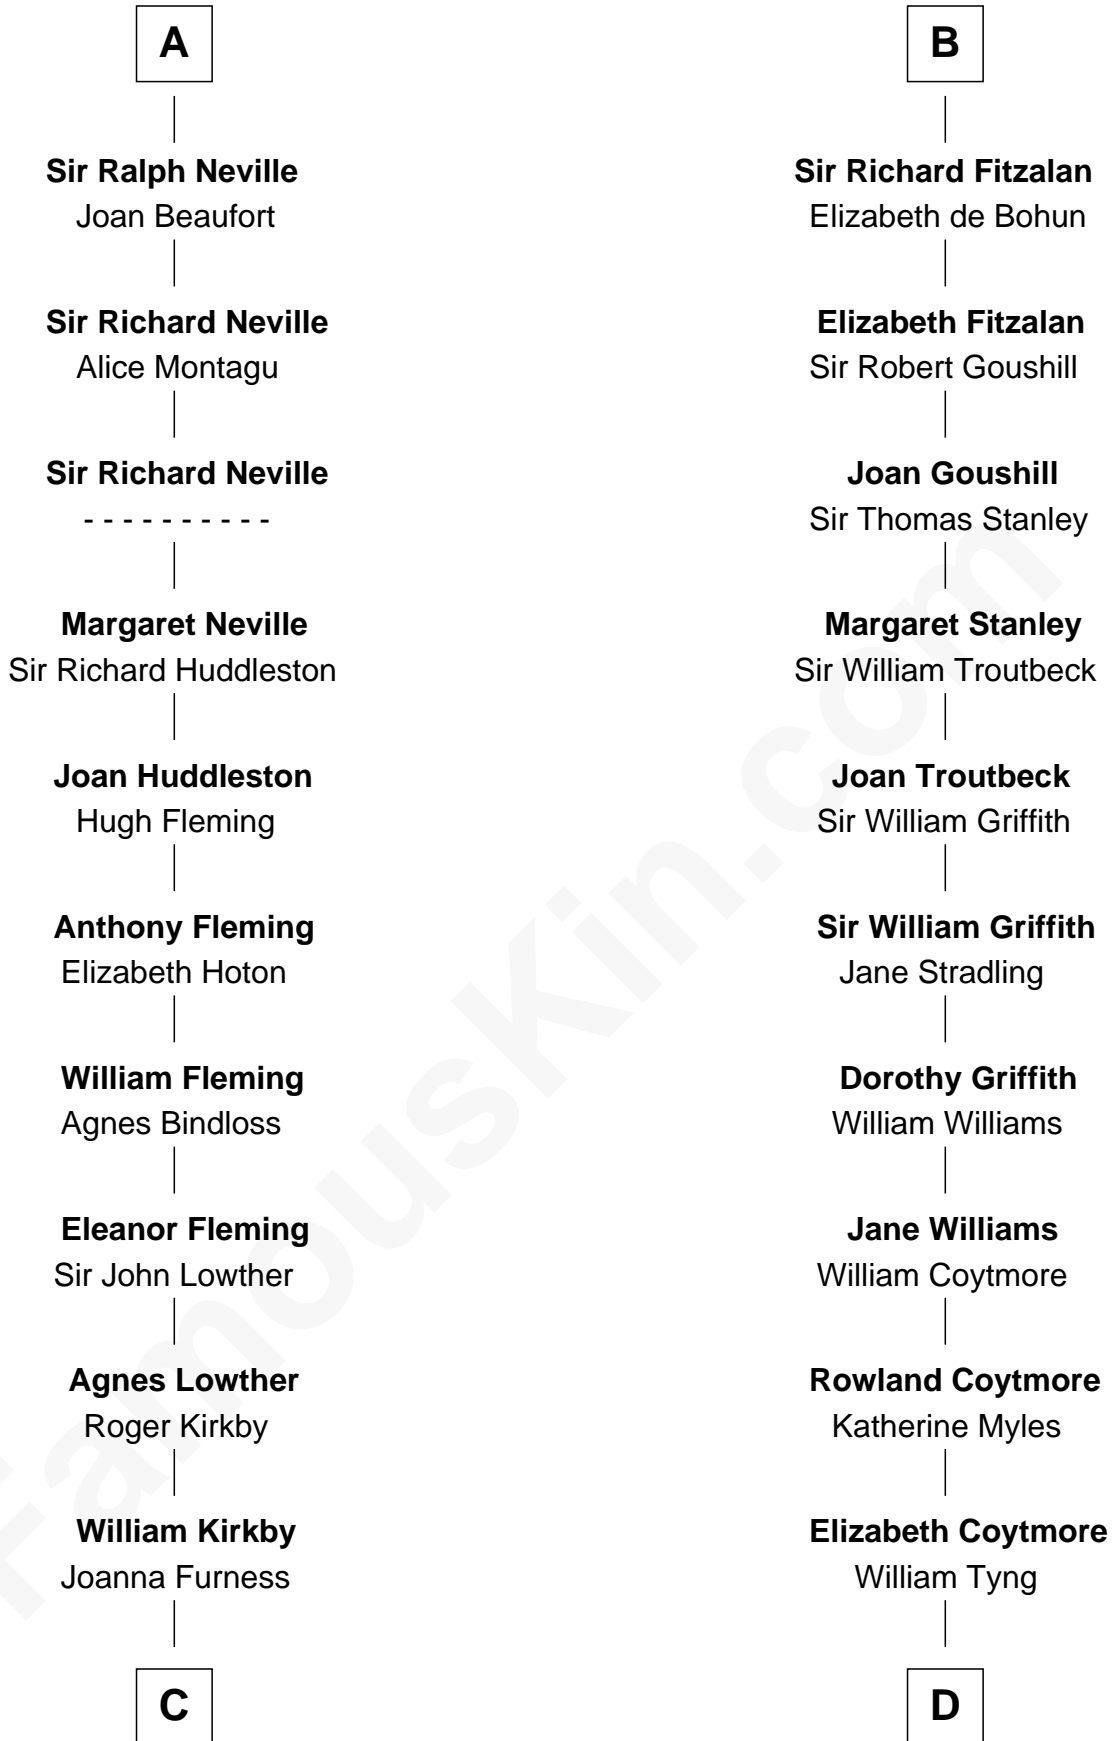 A
Sir Ralph Neville
Joan Beaufort
Sir Richard Neville
Alice Montagu
Sir Richard Neville
- - - - - - - - - -
Margaret Neville
Sir Richard Huddleston
Joan Huddleston
Hugh Fleming
Anthony Fleming
Elizabeth Hoton
William Fleming
Agnes Bindloss
Eleanor Fleming
Sir John Lowther
Agnes Lowther
Roger Kirkby
William Kirkby
Joanna Furness
C
B
Sir Richard Fitzalan
Elizabeth de Bohun
Elizabeth Fitzalan
Sir Robert Goushill
Joan Goushill
Sir Thomas Stanley
Margaret Stanley
Sir William Troutbeck
Joan Troutbeck
Sir William Griffith
Sir William Griffith
Jane Stradling
Dorothy Griffith
William Williams
Jane Williams
William Coytmore
Rowland Coytmore
Katherine Myles
Elizabeth Coytmore
William Tyng
D
FamousKin.com